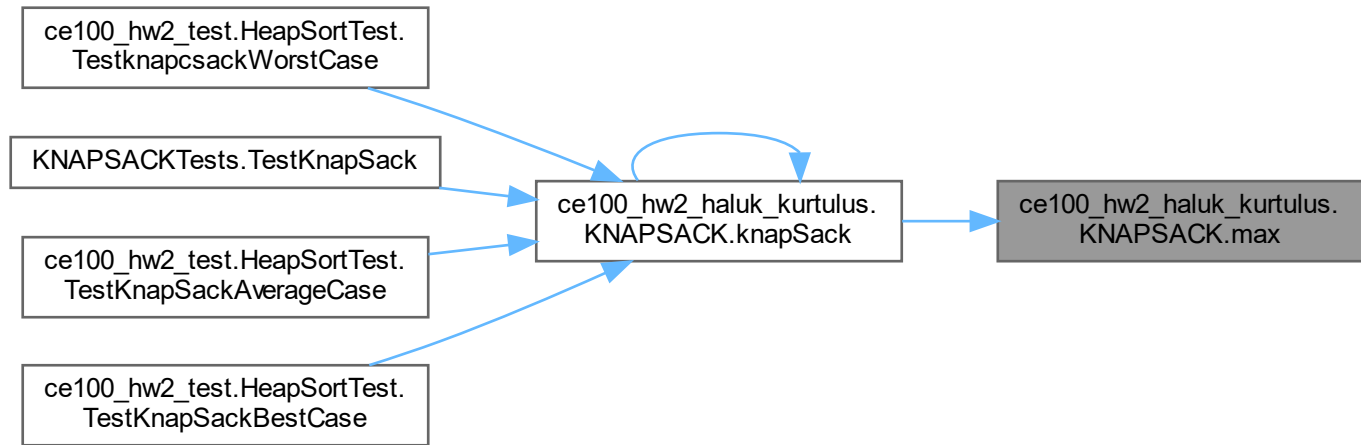 ce100_hw2_test.HeapSortTest.
TestknapcsackWorstCase
KNAPSACKTests.TestKnapSack
ce100_hw2_test.HeapSortTest.
TestKnapSackAverageCase
ce100_hw2_test.HeapSortTest.
TestKnapSackBestCase
ce100_hw2_haluk_kurtulus.
KNAPSACK.knapSack
ce100_hw2_haluk_kurtulus.
KNAPSACK.max